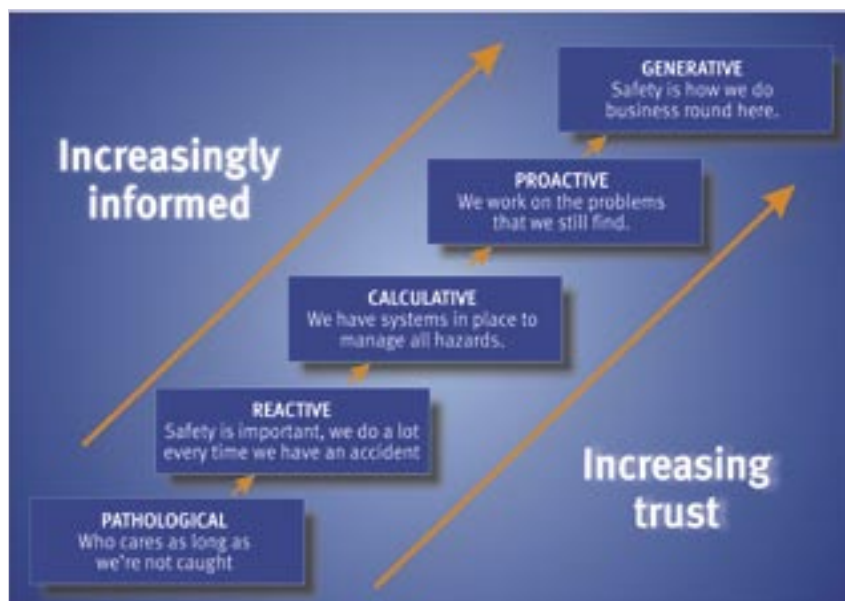 GENERATIVE
Safety is how we do
business round here.
Increasingly
informed
PROACTIVE
We work on the problems
that we still find.
CALCULATIVE
We have systems in place to
manage all hazards.
REACTIVE
Safety is important, we do a lot
every time we have an accident
Increasing
trust
PATHOLOGICAL
Who cares as long as
we're not caught